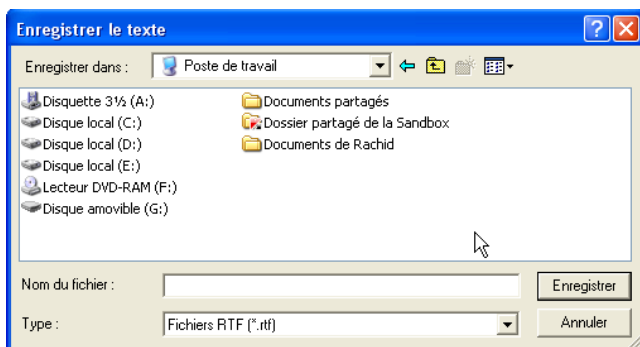 Enregistrer le texte
Enregistrer dans :
Poste de travail
Disquette 3½ (A:)
Disque local (C:)
Disque local (D:)
Disque local (E:)
Lecteur DVD-RAM (F:)
Disque amovible (G:)
Documents partagés
Dossier partagé de la Sandbox
Documents de Rachid
Nom du fichier :
Enregistrer
Type :
Fichiers RTF (*.rtf)
Annuler